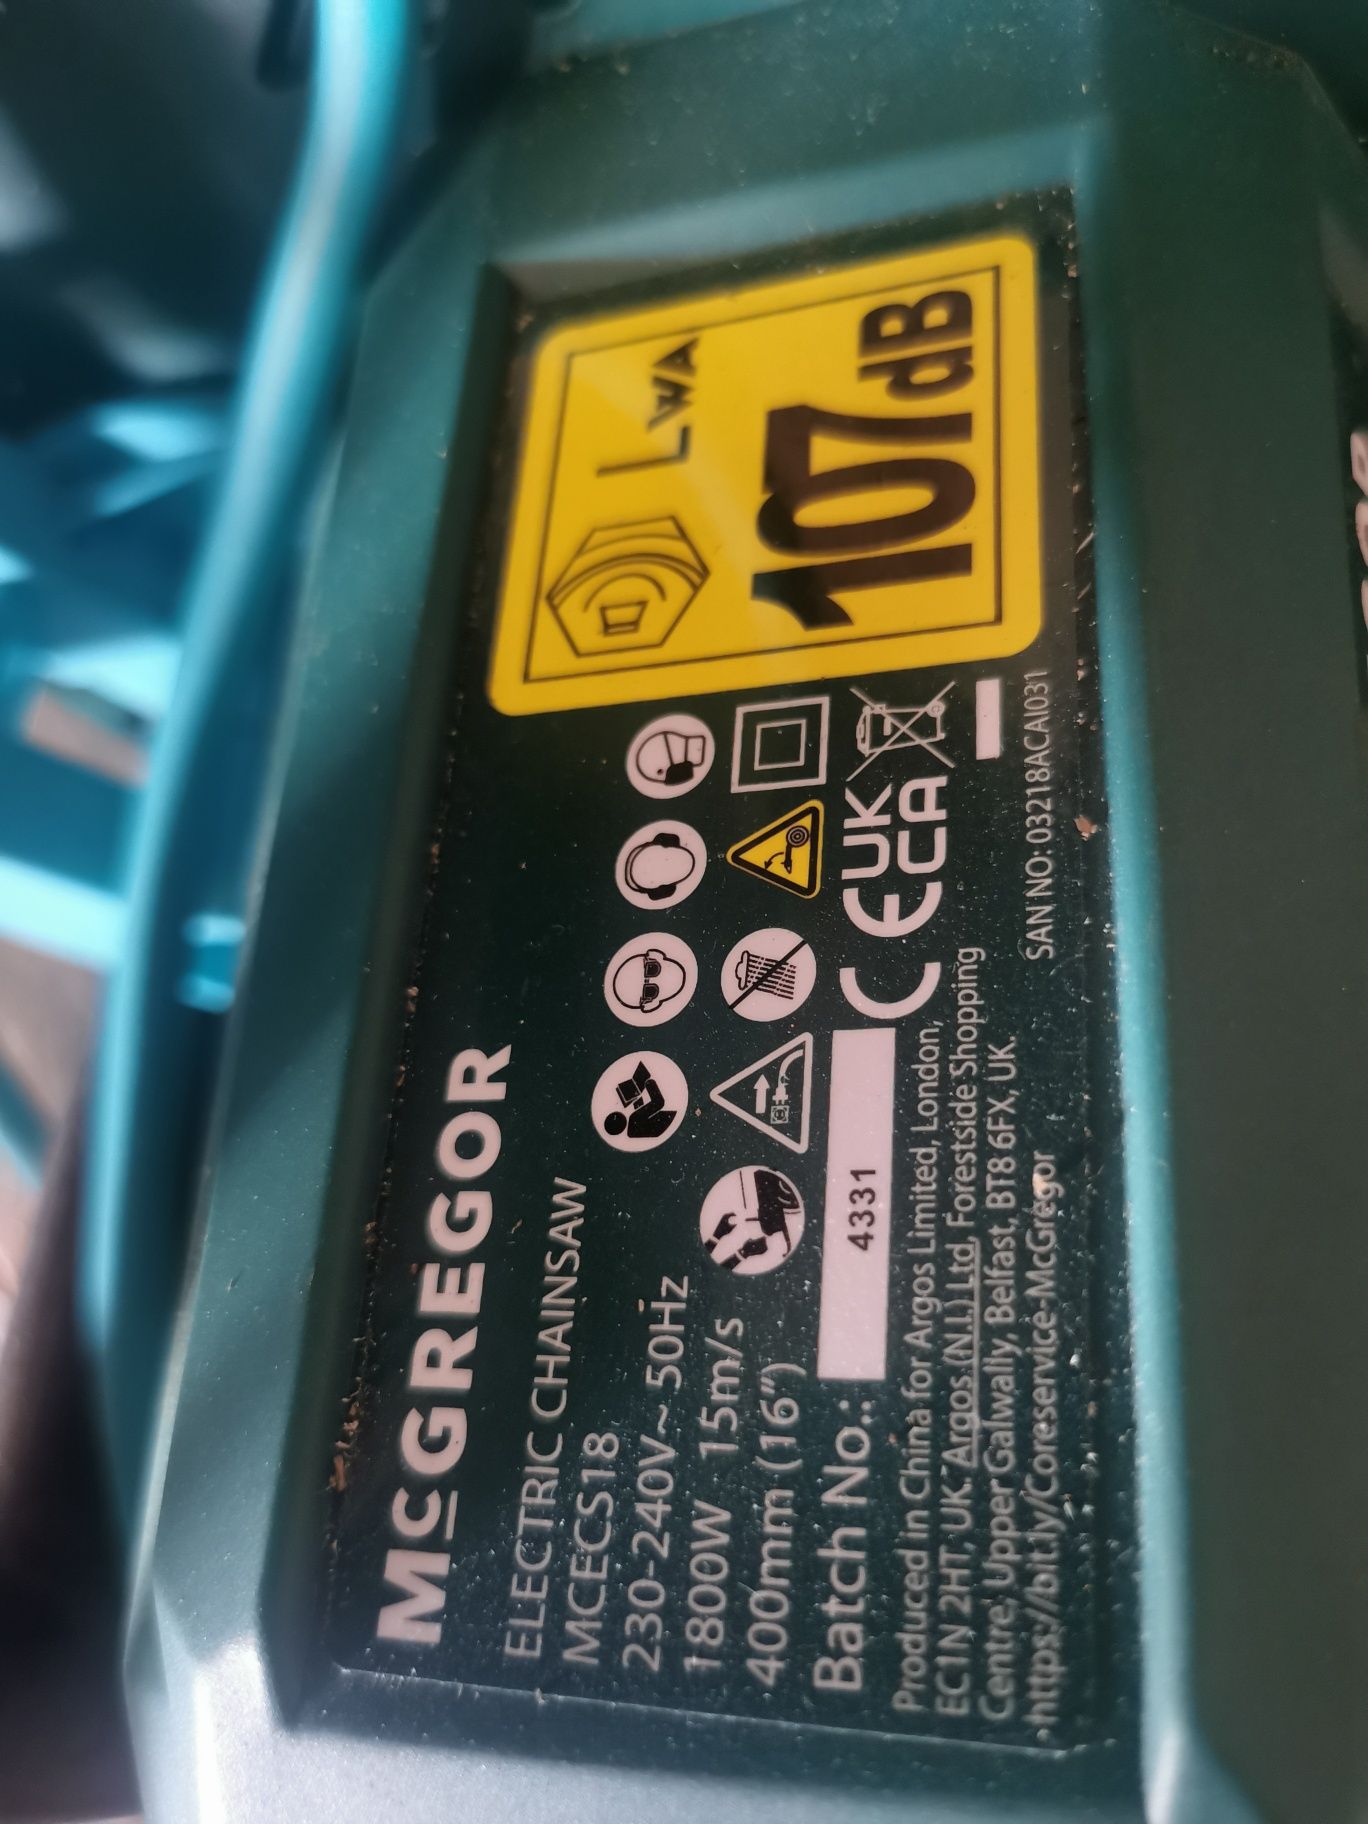 McGREGOR
ELECTRIC CHAINSAW
MCECS18
230-240V~ 50Hz
1800W 15m/s
400mm (16")
Batch No.: 4331
Produced in China for Argos Limited, London,
EC1N 2HT, UK. Argos (N.I.) Ltd, Forestside Shopping
Centre, Upper Galwally, Belfast, BT8 6FX, UK.
https://bit.ly/Coreservice-McGregor
CE UK
CA
SAN NO: 03218ACAI031
LWA
107dB